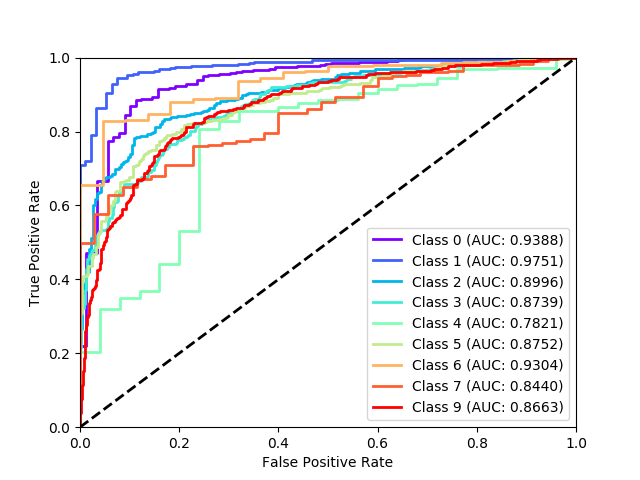 1.0
0.8
0.6
0.4
0.2
0.0
True Positive Rate
Class 0 (AUC: 0.9388)
Class 1 (AUC: 0.9751)
Class 2 (AUC: 0.8996)
Class 3 (AUC: 0.8739)
Class 4 (AUC: 0.7821)
Class 5 (AUC: 0.8752)
Class 6 (AUC: 0.9304)
Class 7 (AUC: 0.8440)
Class 9 (AUC: 0.8663)
0.0 0.2 0.4 0.6 0.8 1.0
False Positive Rate